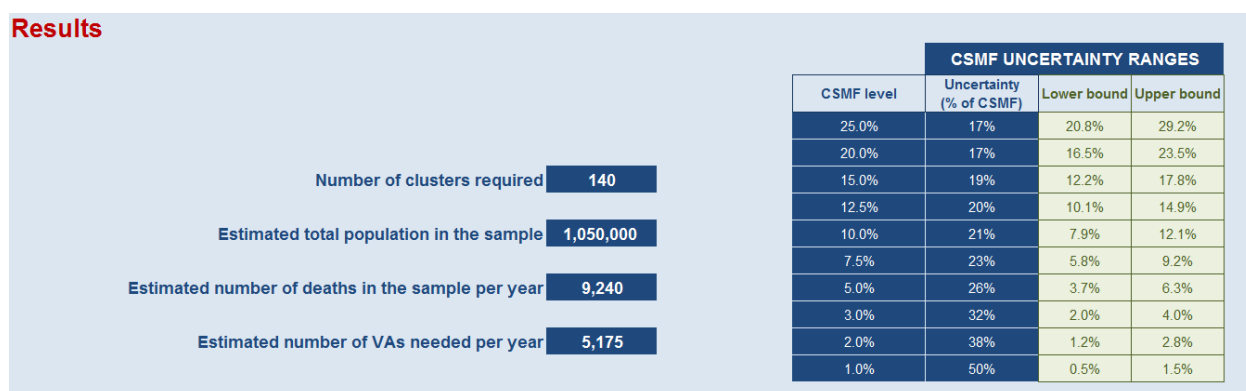 Results
CSMF UNCERTAINTY RANGES
CSMF level Uncertainty (% of CSMF) Lower bound Upper bound
25.0% 17% 20.8% 29.2%
20.0% 17% 16.5% 23.5%
Number of clusters required 140
15.0% 19% 12.2% 17.8%
12.5% 20% 10.1% 14.9%
Estimated total population in the sample 1,050,000
10.0% 21% 7.9% 12.1%
7.5% 23% 5.8% 9.2%
Estimated number of deaths in the sample per year 9,240
5.0% 26% 3.7% 6.3%
3.0% 32% 2.0% 4.0%
Estimated number of VAs needed per year 5,175
2.0% 38% 1.2% 2.8%
1.0% 50% 0.5% 1.5%